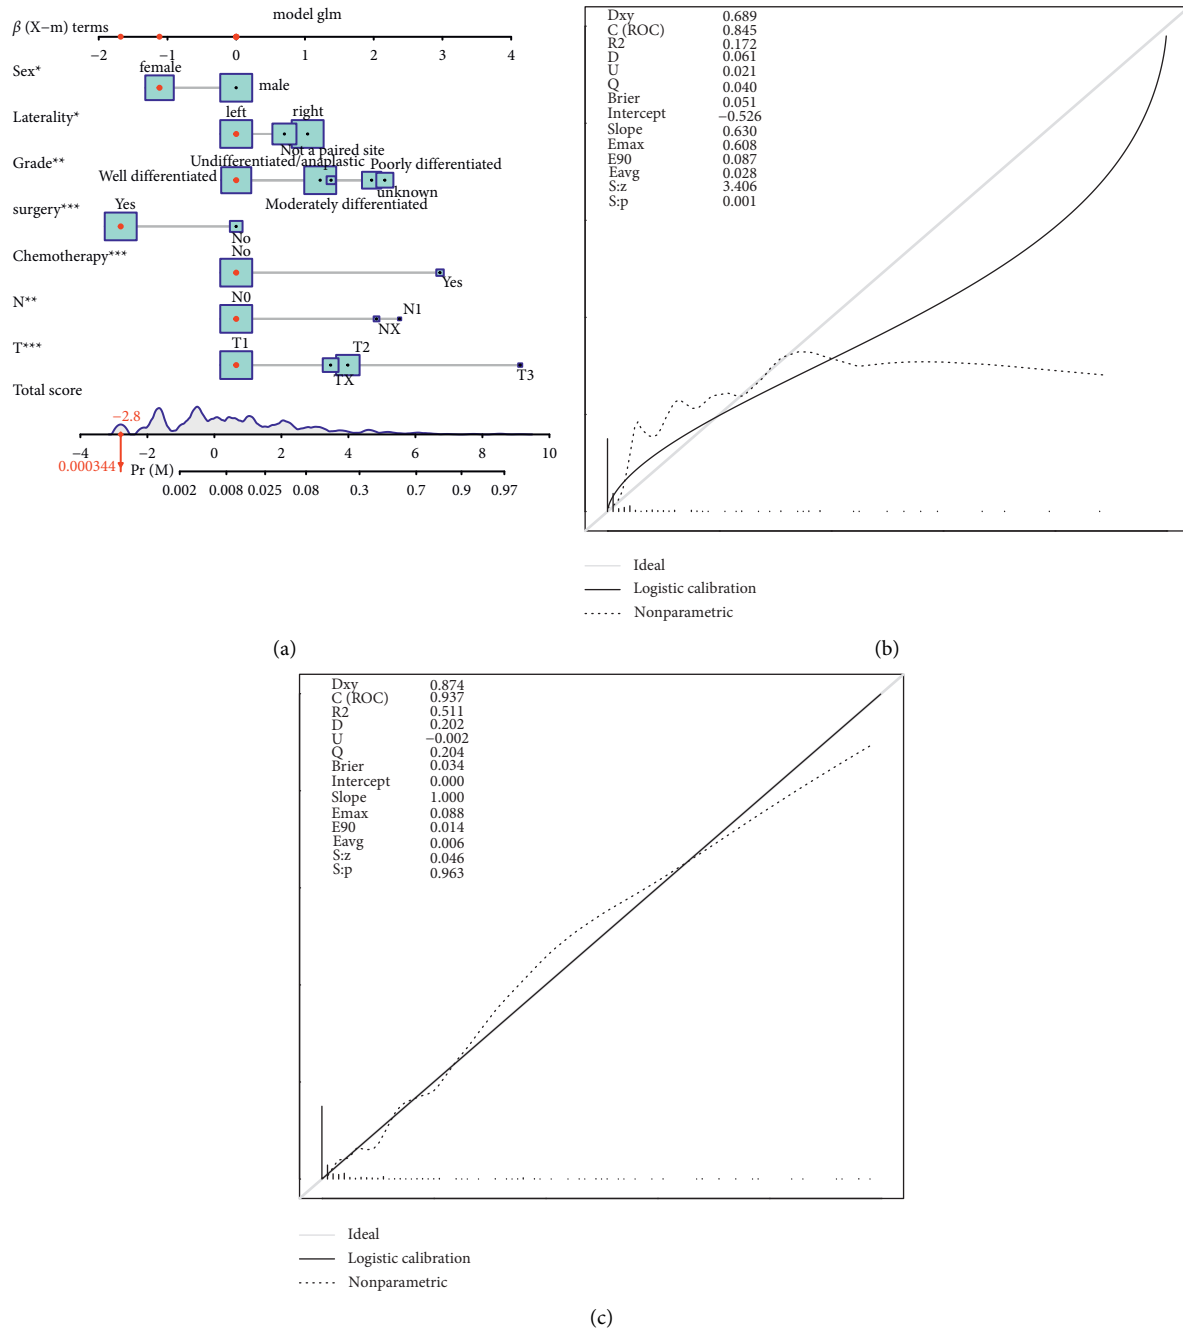 model glm
β (X−m) terms
−2 −1 0 1 2 3 4
Sex*
female
male
Laterality*
left
right
Not a paired site
Grade**
Undifferentiated/anaplastic
Poorly differentiated
Well differentiated
unknown
Moderately differentiated
surgery***
Yes
No
Chemotherapy***
No
Yes
N**
N0
N1
NX
T***
T1
T2
TX
T3
Total score
−2.8
−4 −2 0 2 4 6 8 10
0.000344
Pr (M)
0.002 0.008 0.025 0.08 0.3 0.7 0.9 0.97
(a)
Dxy 0.689
C (ROC) 0.845
R2 0.172
D 0.061
U 0.021
Q 0.040
Brier 0.051
Intercept −0.526
Slope 0.630
Emax 0.608
E90 0.087
Eavg 0.028
S:z 3.406
S:p 0.001
Ideal
Logistic calibration
Nonparametric
(b)
Dxy 0.874
C (ROC) 0.937
R2 0.511
D 0.202
U −0.002
Q 0.204
Brier 0.034
Intercept 0.000
Slope 1.000
Emax 0.088
E90 0.014
Eavg 0.006
S:z 0.046
S:p 0.963
Ideal
Logistic calibration
Nonparametric
(c)